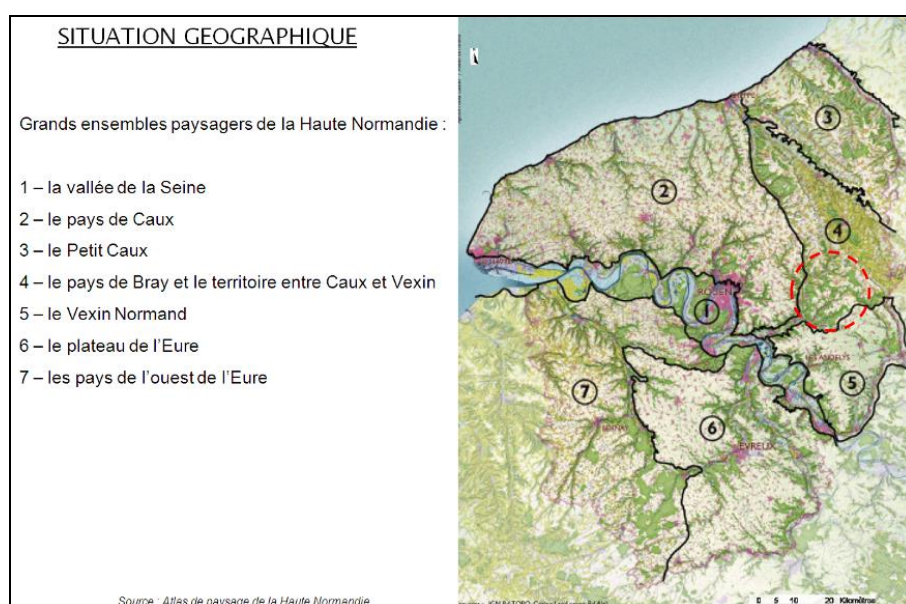 SITUATION GEOGRAPHIQUE
Grands ensembles paysagers de la Haute Normandie :
1 – la vallée de la Seine
2 – le pays de Caux
3 – le Petit Caux
4 – le pays de Bray et le territoire entre Caux et Vexin
5 – le Vexin Normand
6 – le plateau de l'Eure
7 – les pays de l'ouest de l'Eure
Source : Atlas de paysage de la Haute Normandie
N
3
2
4
ROUEN
1
LES ANDELYS
5
7
6
EVREUX
0 5 10 20 Kilomètres